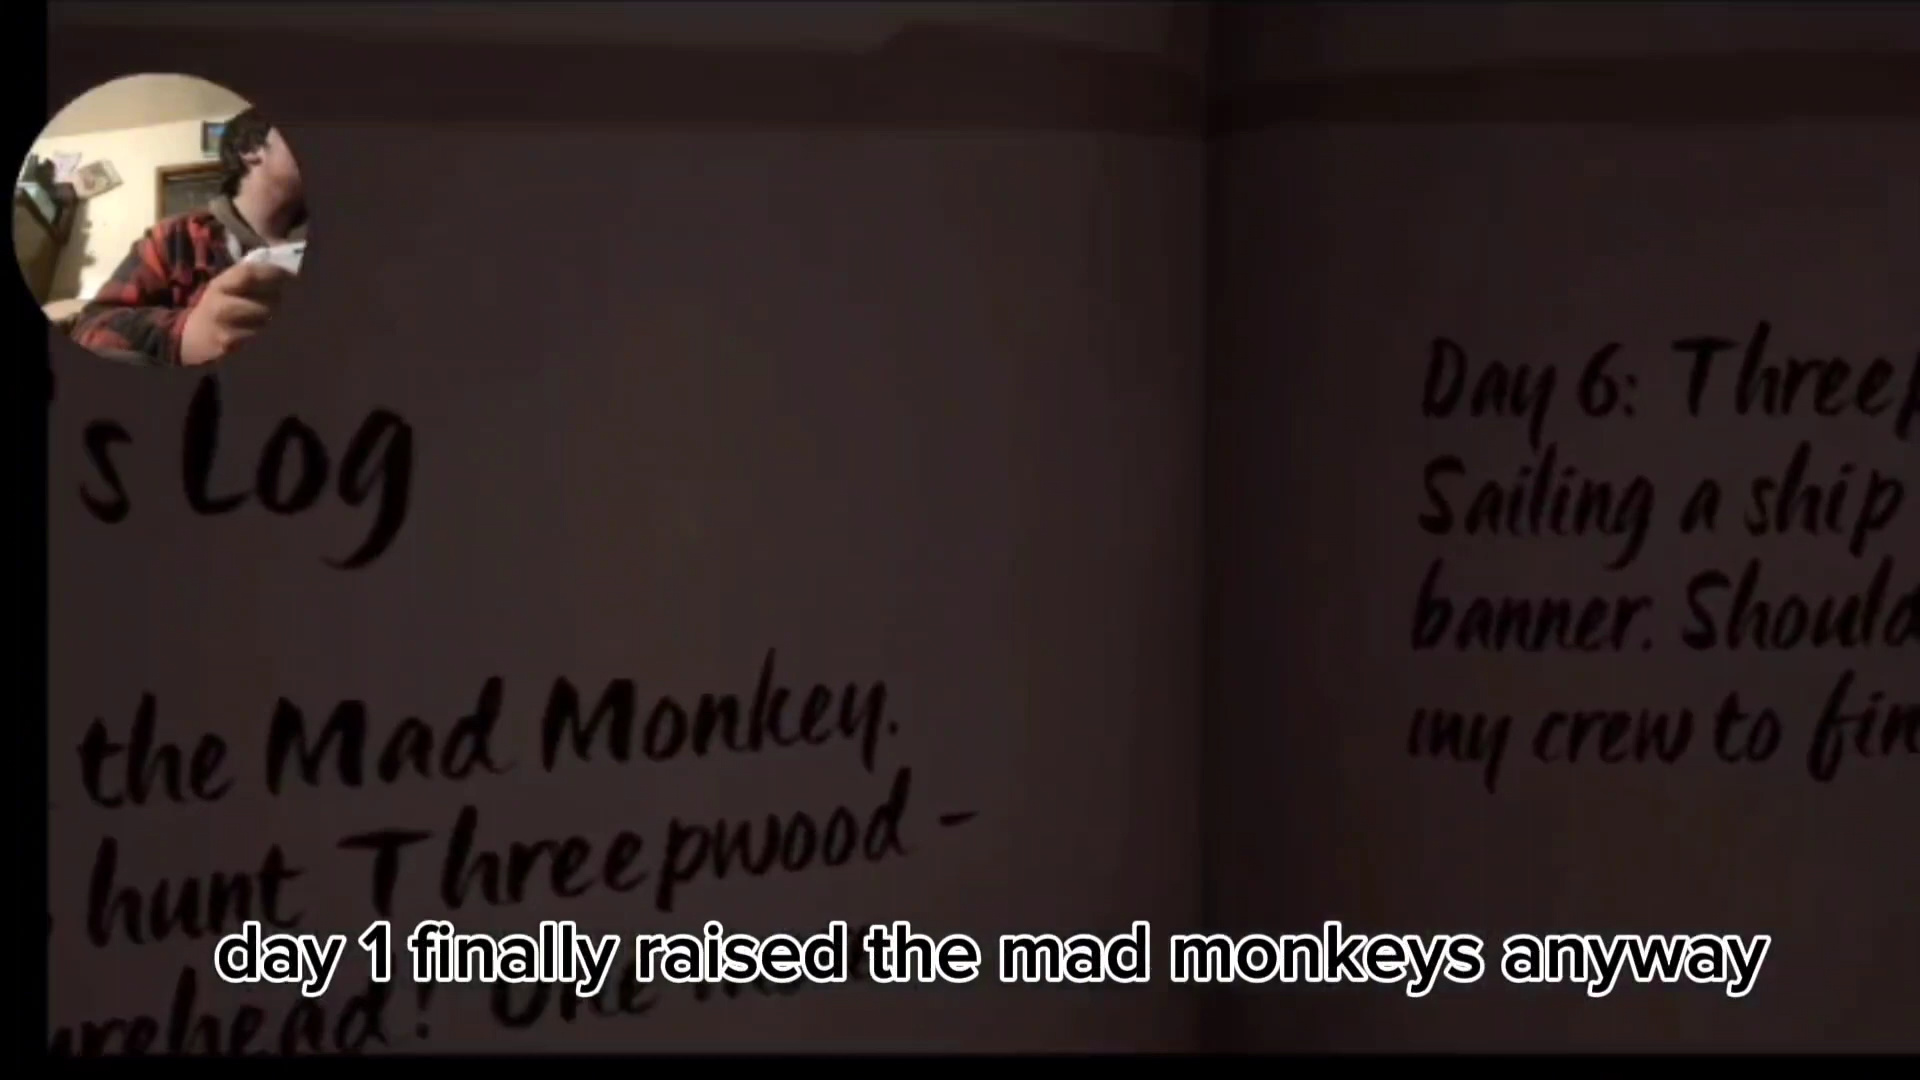 's Log
the Mad Monkey.
hunt Threepwood -
Day 6: Threep
Sailing a ship
banner. Should
my crew to fin
day 1 finally raised the mad monkeys anyway